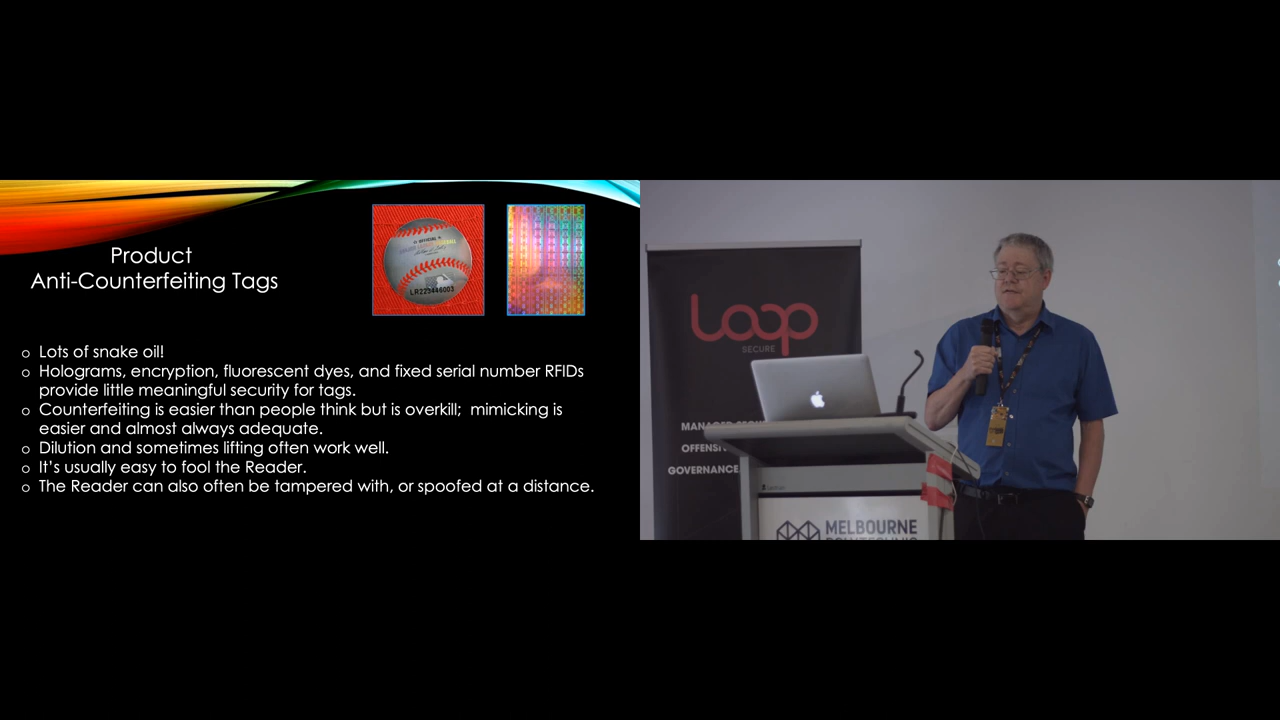 Product
Anti-Counterfeiting Tags
LR223446003
o Lots of snake oil!
o Holograms, encryption, fluorescent dyes, and fixed serial number RFIDs
provide little meaningful security for tags.
o Counterfeiting is easier than people think but is overkill; mimicking is
easier and almost always adequate.
o Dilution and sometimes lifting often work well.
o It's usually easy to fool the Reader.
o The Reader can also often be tampered with, or spoofed at a distance.
Loop
SECURE
OFFENSI
GOVERNANCE
MELBOURNE